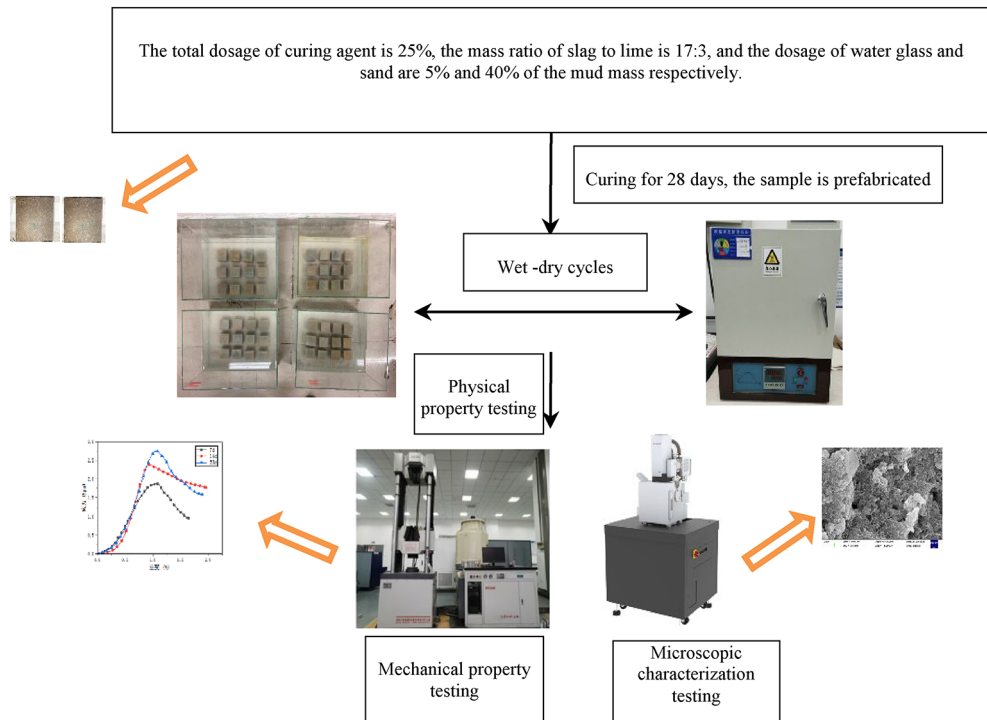 The total dosage of curing agent is 25%, the mass ratio of slag to lime is 17:3, and the dosage of water glass and
sand are 5% and 40% of the mud mass respectively.
Curing for 28 days, the sample is prefabricated
Wet -dry cycles
Physical
property testing
Mechanical property
testing
Microscopic
characterization
testing